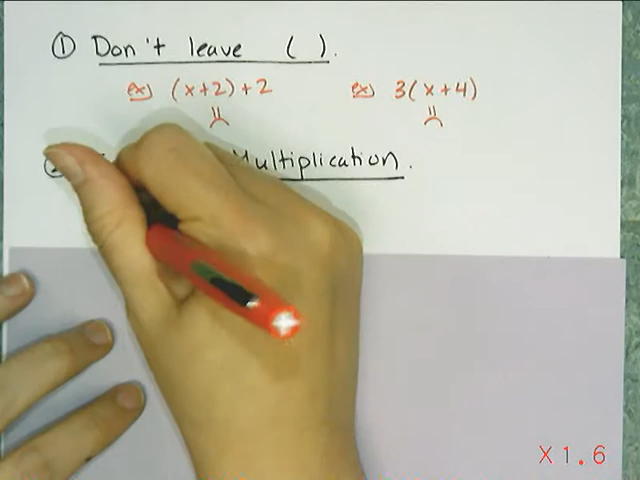 ① Don't leave ( ).
ex) (x+2)+2 ex) 3(x+4)
Multiplication.
X1.6